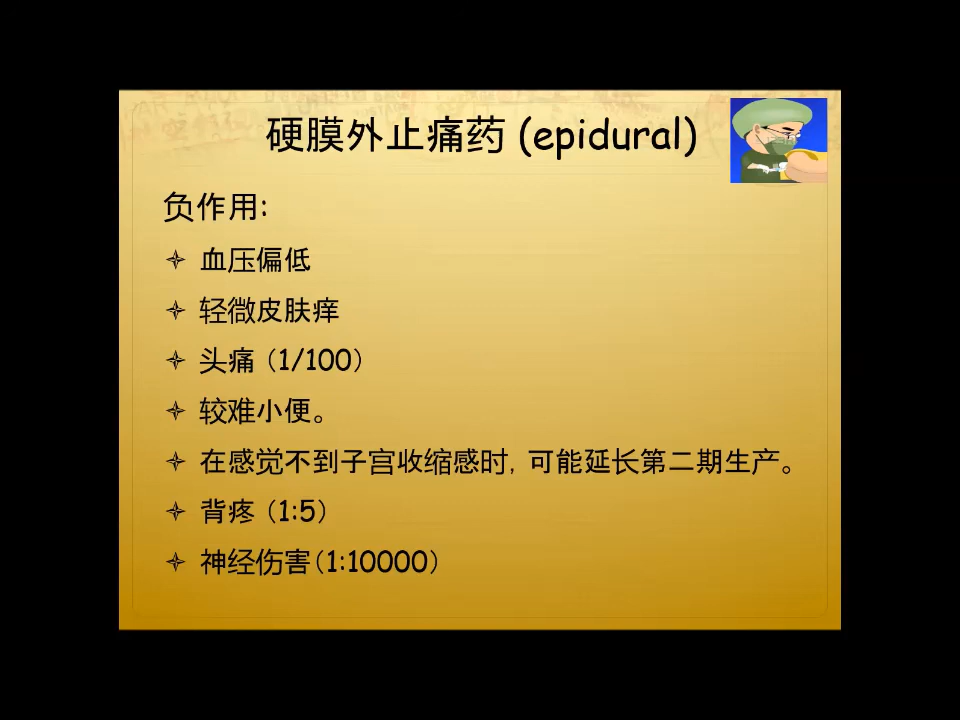 硬膜外止痛药 (epidural)
负作用:
血压偏低
轻微皮肤痒
头痛（1/100）
较难小便。
在感觉不到子宫收缩感时, 可能延长第二期生产。
背疼（1:5）
神经伤害（1:10000）